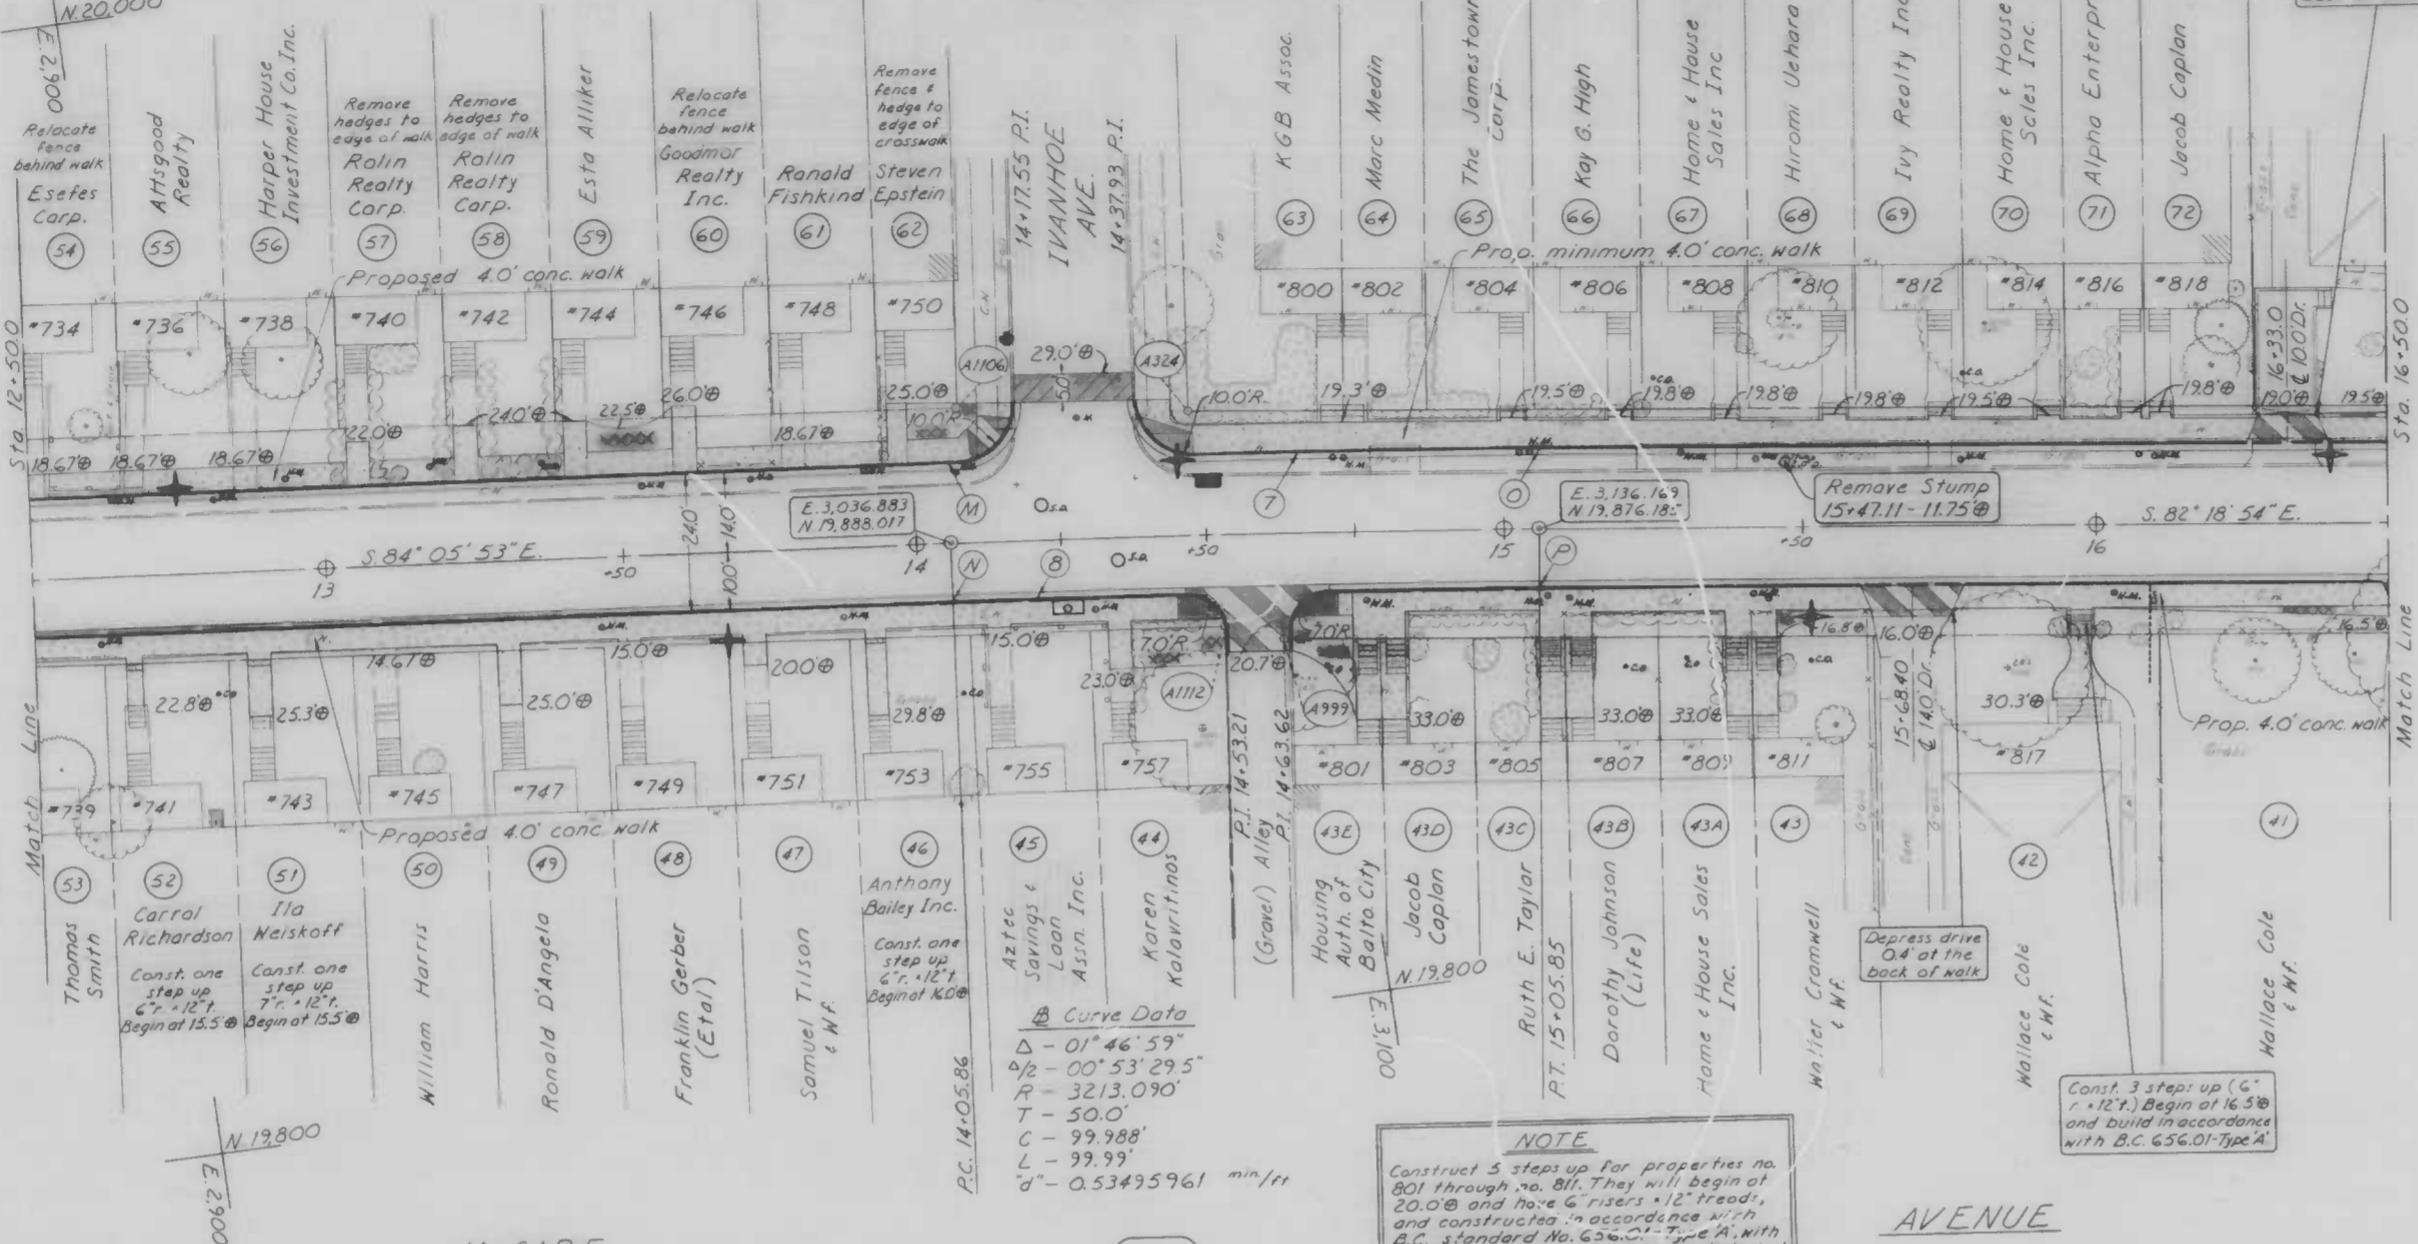 N.20,000
E.2,900
Relocate
fence
behind walk
Esefes
Corp.
54
Attsgood
Realty
55
Harper House
Investment Co. Inc.
56
Remove
hedges to
edge of walk
Rolin
Realty
Corp.
57
Remove
hedges to
edge of walk
Rolin
Realty
Corp.
58
Esta Alliker
59
Relocate
fence
behind walk
Goodmor
Realty
Inc.
60
Ronald
Fishkind
61
Remove
fence &
hedge to
edge of
crosswalk
Steven
Epstein
62
14+17.55 P.I.
IVANHOE
AVE.
14+37.93 P.I.
KGB Assoc.
63
Marc Medin
64
The Jamestown
Corp.
65
Kay G. High
66
Home & House
Sales Inc
67
Hiromi Uehara
68
Ivy Realty Inc
69
Home & House
Sales Inc.
70
Alpha Enterpr
71
Jacob Caplan
72
Proposed 4.0' conc. walk
Prop. minimum 4.0' conc. walk
Sta. 12+50.0
#734
#736
#738
#740
#742
#744
#746
#748
#750
#800
#802
#804
#806
#808
#810
#812
#814
#816
#818
Sta. 16+50.0
A1106
29.0'⊕
5.0'
A324
16+33.0
℄ 10.0' Dr.
18.67⊕
18.67⊕
18.67⊕
22.0⊕
24.0'⊕
22.5⊕
26.0⊕
18.67⊕
25.0'⊕
10.0'R
10.0'R.
19.3'⊕
19.5'⊕
19.8'⊕
19.8'⊕
19.8'⊕
19.5'⊕
19.8'⊕
19.0'⊕
19.5'⊕
E. 3,036.883
N 19,888.017
M
O S.D.
7
O
E. 3,136.169
N 19,876.185
Remove Stump
15+47.11 - 11.75⊕
S. 84° 05' 53" E.
S. 82° 18' 54" E.
24.0'
10.0'
14.0'
13
+50
14
N
8
O S.D.
+50
15
P
+50
16
Match Line
Match Line
22.8⊕
25.3⊕
14.67⊕
25.0'⊕
15.0⊕
20.0'⊕
29.8'⊕
15.0'⊕
23.0'⊕
7.0'R
A1112
20.7'⊕
7.0'R
A999
33.0'⊕
33.0⊕
33.0⊕
16.8⊕
16.0'⊕
15+68.40
℄ 14.0' Dr.
30.3'⊕
16.5'⊕
Prop. 4.0' conc. walk
#739
#741
#743
#745
#747
#749
#751
#753
#755
#757
#801
#803
#805
#807
#809
#811
#817
Proposed 4.0' conc walk
P.I. 14+53.21
(Gravel) Alley
P.I. 14+63.62
53
Thomas
Smith
52
Carrol
Richardson
Const. one
step up
6"r. × 12"t.
Begin at 15.5'⊕
51
Ila
Weiskoff
Const. one
step up
7"r. × 12"t.
Begin at 15.5'⊕
50
William Harris
49
Ronald D'Angelo
48
Franklin Gerber
(Etal)
47
Samuel Tilson
& Wf.
46
Anthony
Bailey Inc.
Const. one
step up
6"r. × 12"t
Begin at 16.0⊕
45
Aztec
Savings &
Loan
Assn. Inc.
44
Karen
Kalavritinos
43E
Housing
Auth. of
Balto. City
43D
Jacob
Caplan
43C
Ruth E. Taylor
43B
Dorothy Johnson
(Life)
43A
Home & House Sales
Inc.
43
Walter Cromwell
& Wf.
42
Wallace Cole
& Wf.
41
Wallace Cole
& Wf.
Depress drive
0.4' at the
back of walk
N.19,800
E.3,100
P.T. 15+05.85
P.C. 14+05.86
℄ Curve Data
Δ - 01° 46' 59"
Δ/2 - 00° 53' 29.5"
R - 3213.090'
T - 50.0'
C - 99.988'
L - 99.99'
"d" - 0.53495961 min/ft
Const. 3 steps up (6"
r. × 12"t.) Begin at 16.5'⊕
and build in accordance
with B.C. 656.01-Type 'A'
N.19,800
E.2,900
NOTE
Construct 5 steps up for properties no.
801 through no. 811. They will begin at
20.0'⊕ and have 6" risers × 12" treads,
and constructed in accordance with
B.C. standard No. 656.01-Type 'A', with
AVENUE